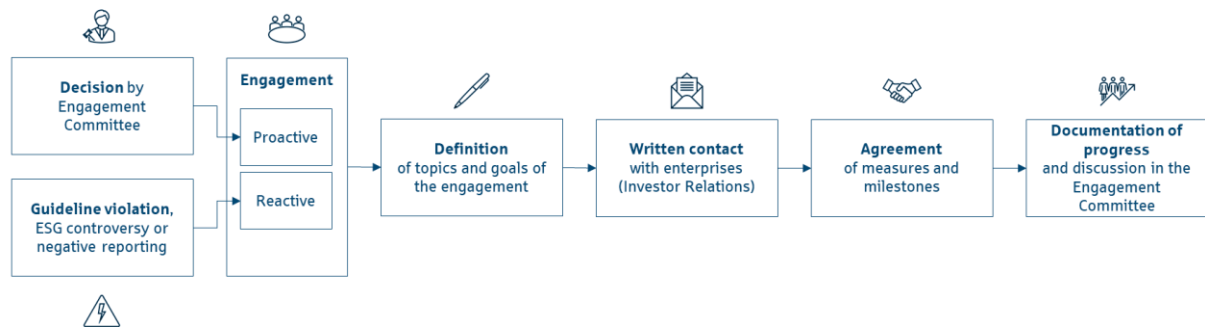 Decision by
Engagement
Committee
Guideline violation,
ESG controversy or
negative reporting
Engagement
Proactive
Reactive
Definition
of topics and goals of
the engagement
Written contact
with enterprises
(Investor Relations)
Agreement
of measures and
milestones
Documentation of
progress
and discussion in the
Engagement
Committee